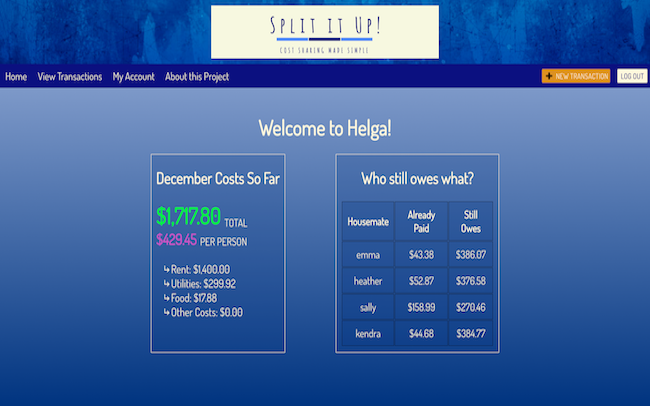 Split it Up!
COST SHARING MADE SIMPLE
Home View Transactions My Account About this Project + NEW TRANSACTION LOG OUT
Welcome to Helga!
December Costs So Far
$1,717.80 TOTAL
$429.45 PER PERSON
↳ Rent: $1,400.00
↳ Utilities: $299.92
↳ Food: $17.88
↳ Other Costs: $0.00
Who still owes what?
Housemate Already Paid Still Owes
emma $43.38 $386.07
heather $52.87 $376.58
sally $158.99 $270.46
kendra $44.68 $384.77